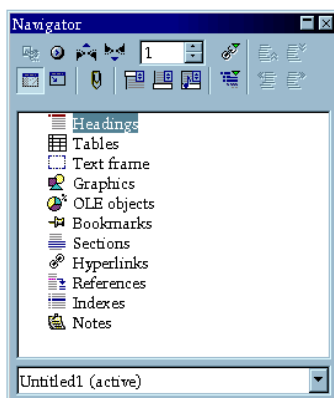 Navigator
1
Headings
Tables
Text frame
Graphics
OLE objects
Bookmarks
Sections
Hyperlinks
References
Indexes
Notes
Untitled1 (active)